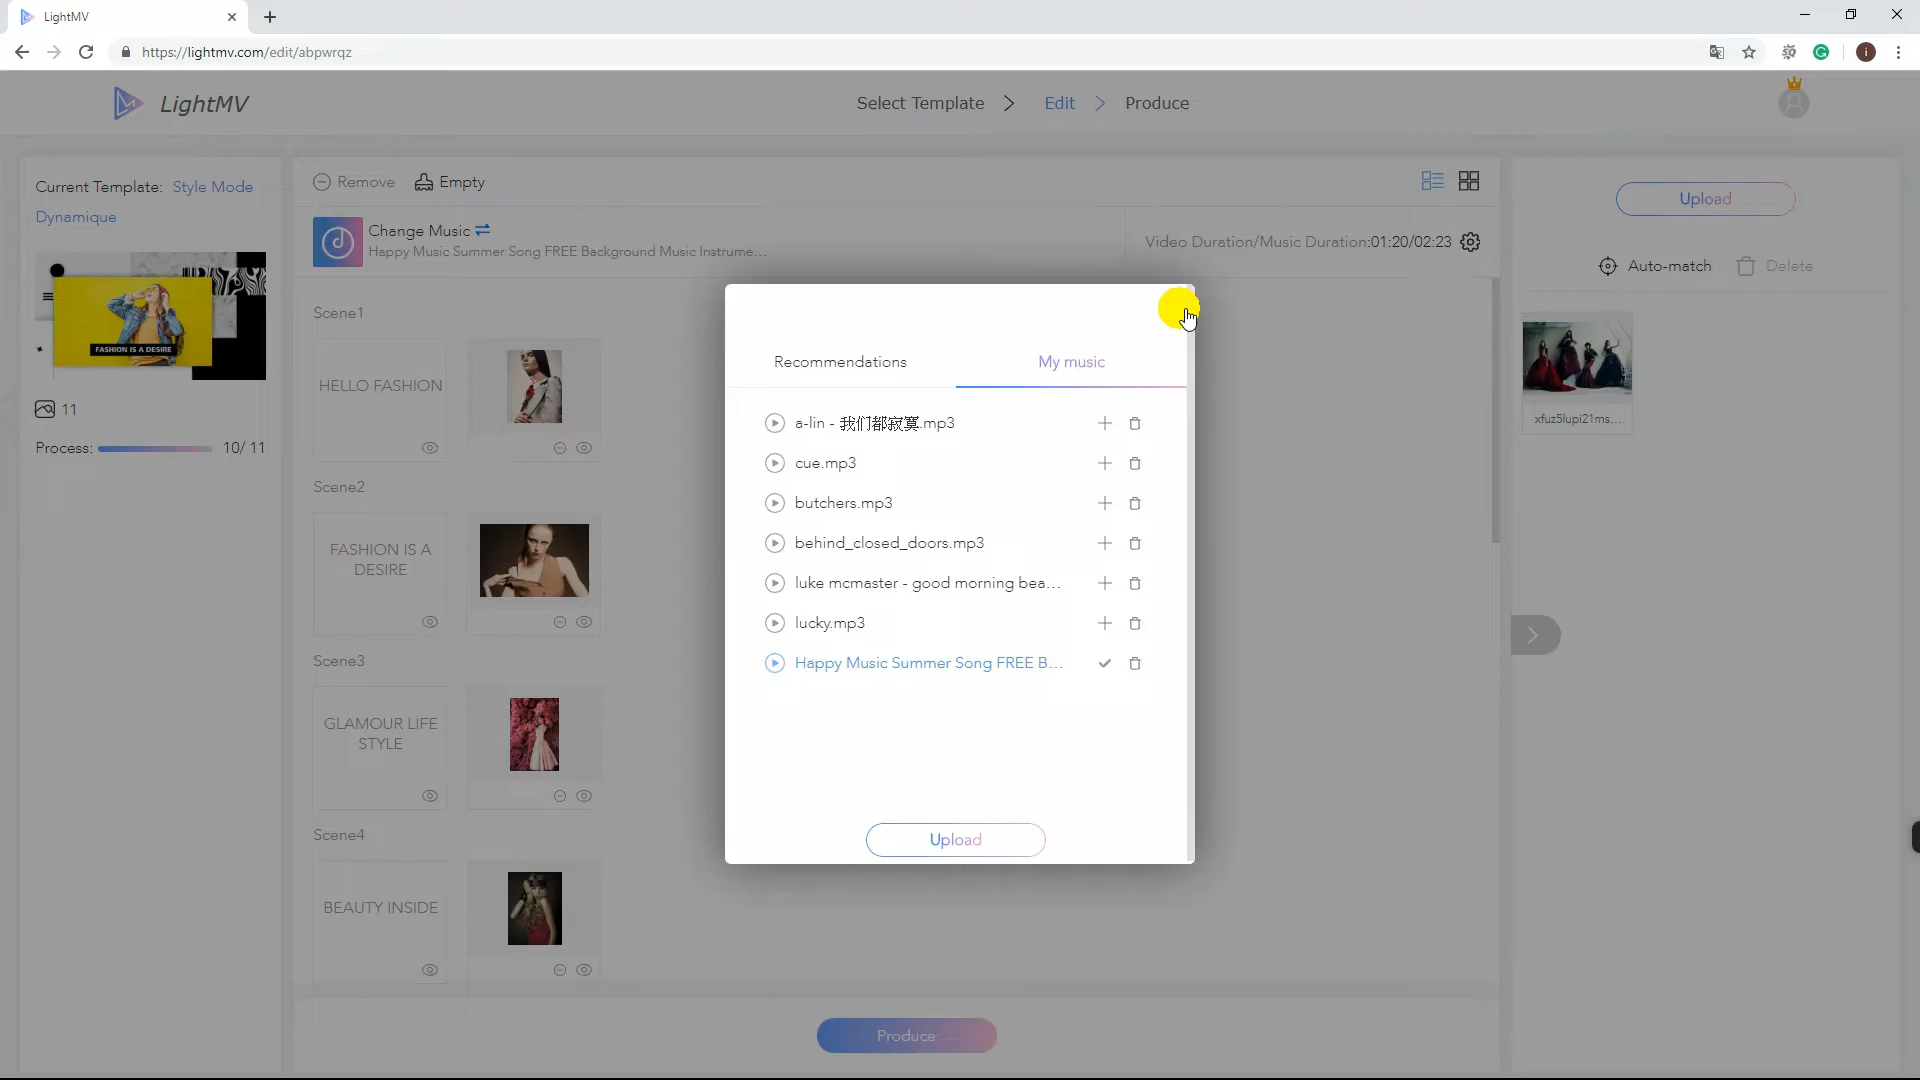 LightMV
https://lightmv.com/edit/abpwrqz
i
LightMV
Select Template
Edit
Produce
Current Template: Style Mode
Dynamique
FASHION IS A DESIRE
11
Process: 10/ 11
Remove
Empty
Change Music
Happy Music Summer Song FREE Background Music Instrume...
Video Duration/Music Duration:01:20/02:23
Scene1
HELLO FASHION
Scene2
FASHION IS A
DESIRE
Scene3
GLAMOUR LIFE
STYLE
Scene4
BEAUTY INSIDE
Recommendations
My music
a-lin - 我们都寂寞.mp3
cue.mp3
butchers.mp3
behind_closed_doors.mp3
luke mcmaster - good morning bea...
lucky.mp3
Happy Music Summer Song FREE B...
Upload
Produce
Upload
Auto-match
Delete
xfuz5lupi21ms...